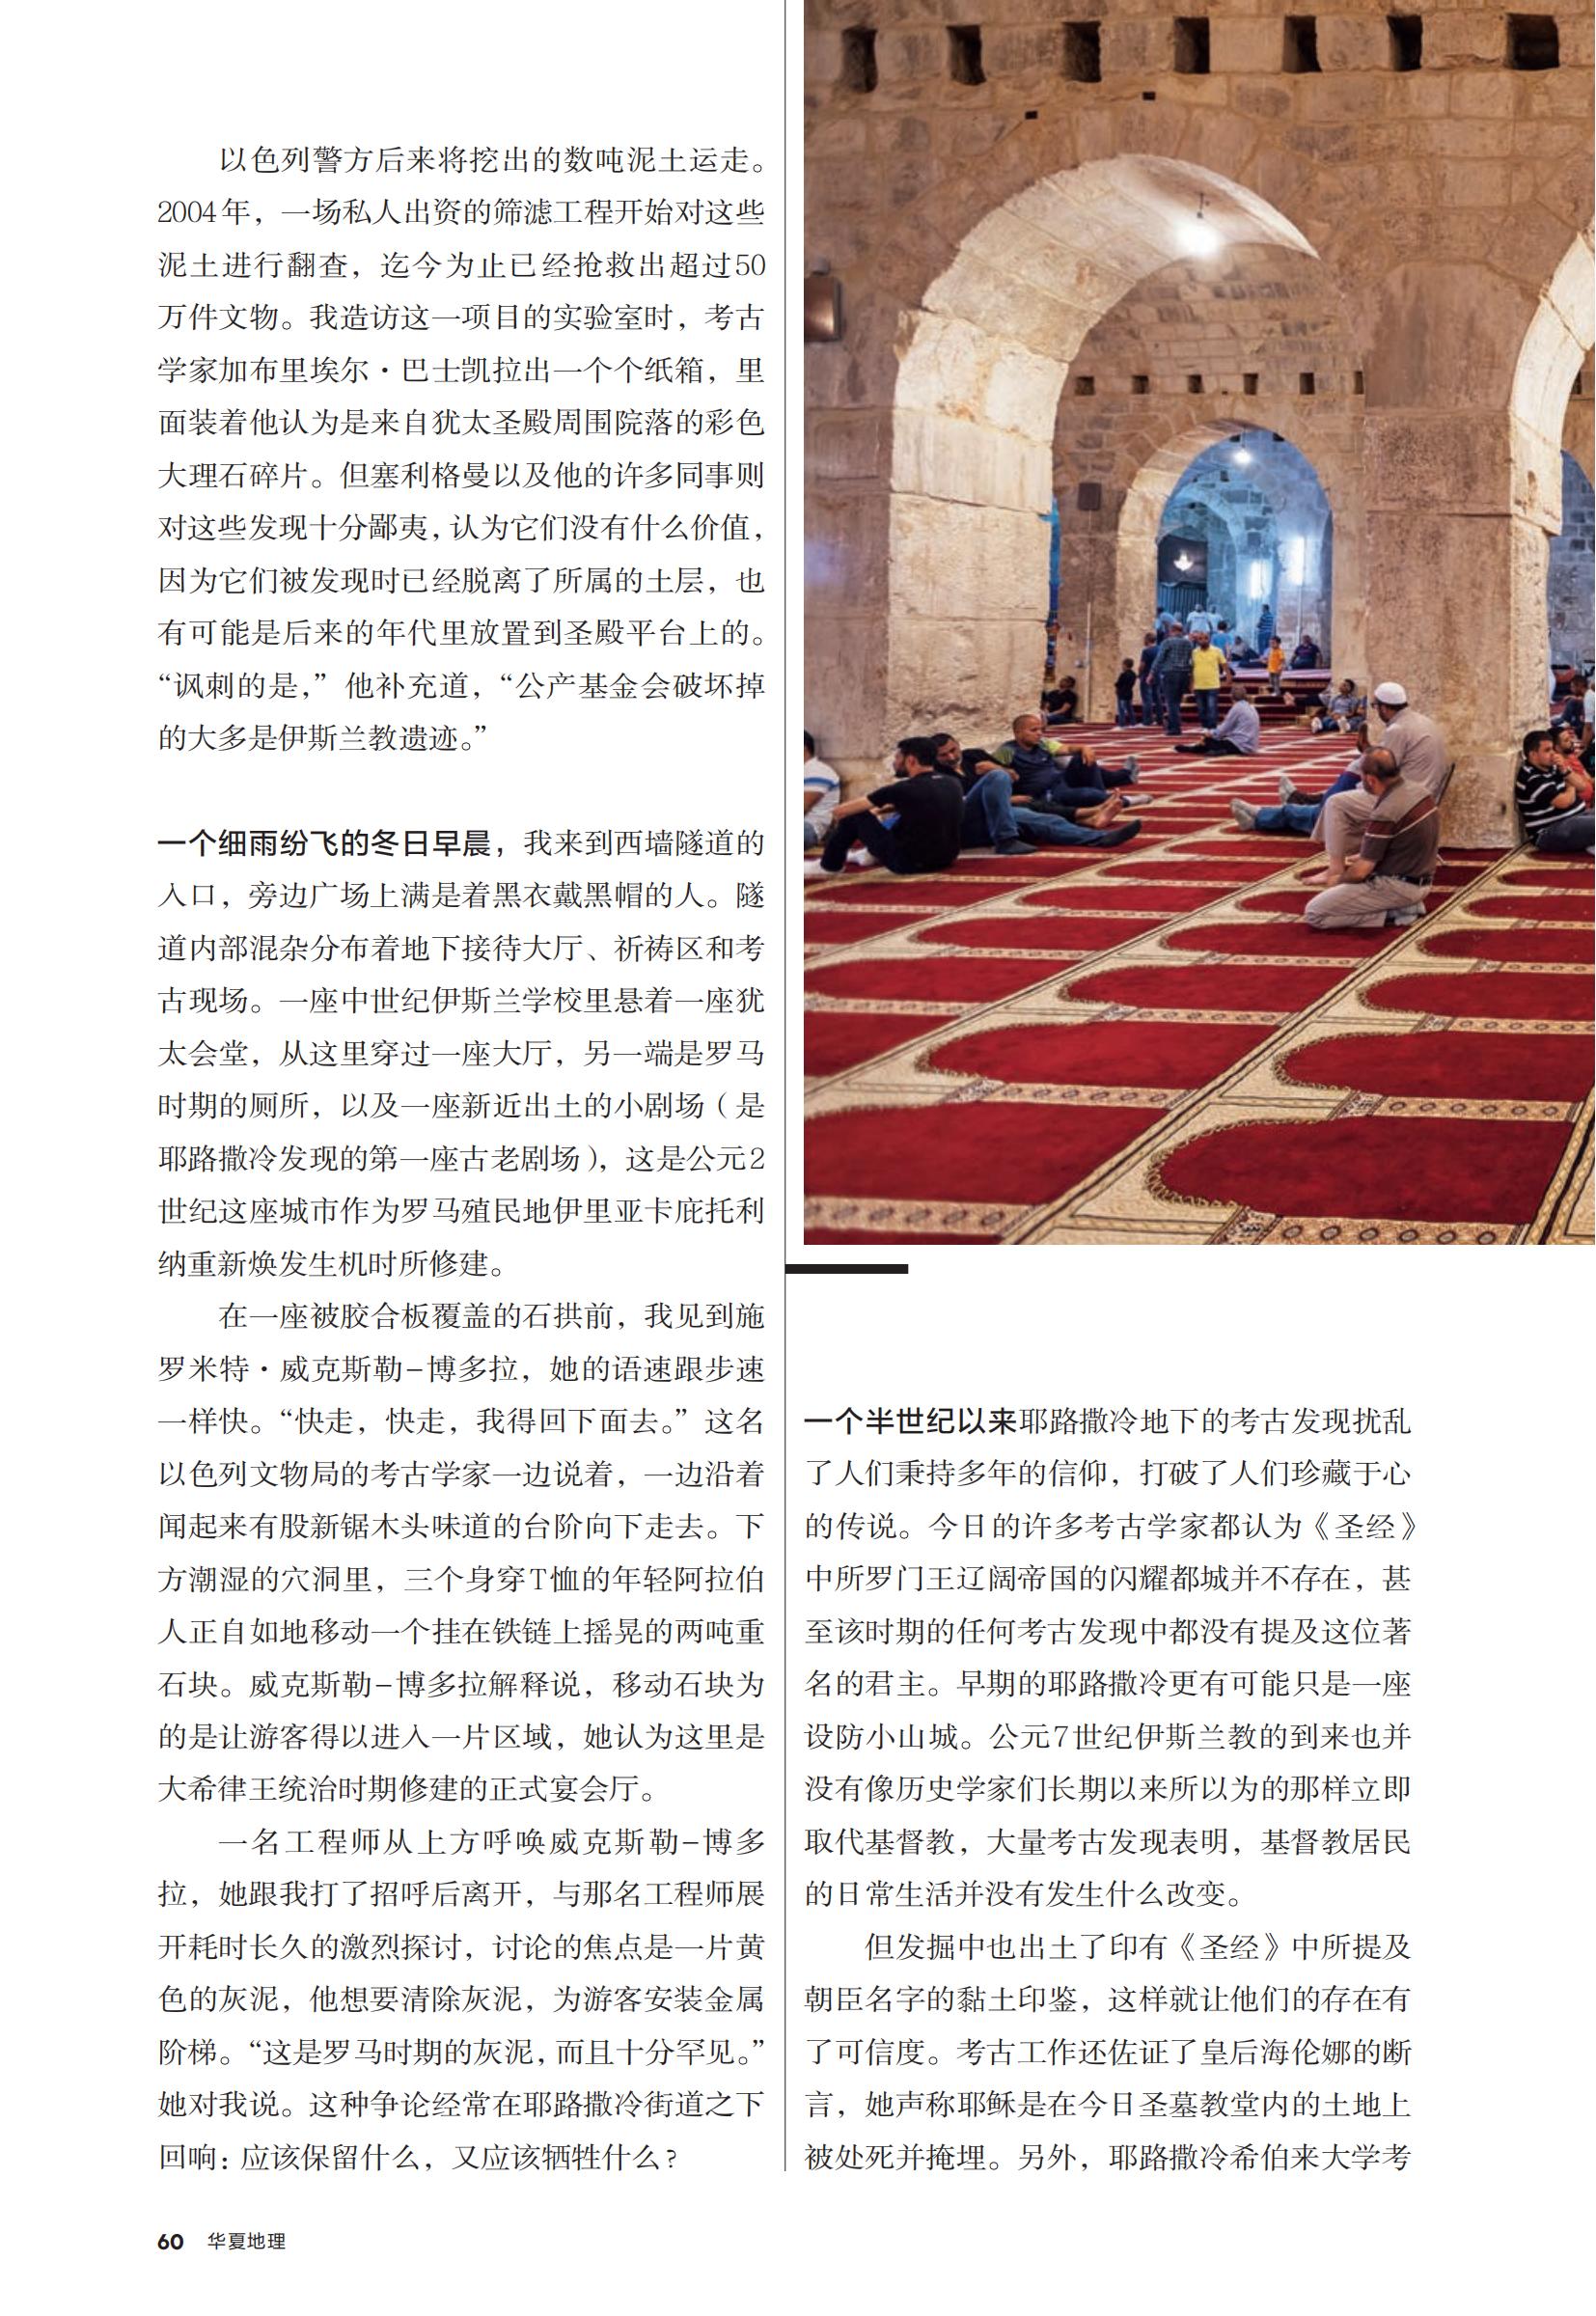 以色列警方后来将挖出的数吨泥土运走。
2004年，一场私人出资的筛滤工程开始对这些
泥土进行翻查，迄今为止已经抢救出超过50
万件文物。我造访这一项目的实验室时，考古
学家加布里埃尔·巴士凯拉出一个个纸箱，里
面装着他认为是来自犹太圣殿周围院落的彩色
大理石碎片。但塞利格曼以及他的许多同事则
对这些发现十分鄙夷，认为它们没有什么价值，
因为它们被发现时已经脱离了所属的土层，也
有可能是后来的年代里放置到圣殿平台上的。
“讽刺的是，”他补充道，“公产基金会破坏掉
的大多是伊斯兰教遗迹。”
一个细雨纷飞的冬日早晨，我来到西墙隧道的
入口，旁边广场上满是着黑衣戴黑帽的人。隧
道内部混杂分布着地下接待大厅、祈祷区和考
古现场。一座中世纪伊斯兰学校里悬着一座犹
太会堂，从这里穿过一座大厅，另一端是罗马
时期的厕所，以及一座新近出土的小剧场（是
耶路撒冷发现的第一座古老剧场），这是公元2
世纪这座城市作为罗马殖民地伊里亚卡庇托利
纳重新焕发生机时所修建。
在一座被胶合板覆盖的石拱前，我见到施
罗米特·威克斯勒–博多拉，她的语速跟步速
一样快。“快走，快走，我得回下面去。”这名
以色列文物局的考古学家一边说着，一边沿着
闻起来有股新锯木头味道的台阶向下走去。下
方潮湿的穴洞里，三个身穿T恤的年轻阿拉伯
人正自如地移动一个挂在铁链上摇晃的两吨重
石块。威克斯勒–博多拉解释说，移动石块为
的是让游客得以进入一片区域，她认为这里是
大希律王统治时期修建的正式宴会厅。
一名工程师从上方呼唤威克斯勒–博多
拉，她跟我打了招呼后离开，与那名工程师展
开耗时长久的激烈探讨，讨论的焦点是一片黄
色的灰泥，他想要清除灰泥，为游客安装金属
阶梯。“这是罗马时期的灰泥，而且十分罕见。”
她对我说。这种争论经常在耶路撒冷街道之下
回响：应该保留什么，又应该牺牲什么？
一个半世纪以来耶路撒冷地下的考古发现扰乱
了人们秉持多年的信仰，打破了人们珍藏于心
的传说。今日的许多考古学家都认为《圣经》
中所罗门王辽阔帝国的闪耀都城并不存在，甚
至该时期的任何考古发现中都没有提及这位著
名的君主。早期的耶路撒冷更有可能只是一座
设防小山城。公元7世纪伊斯兰教的到来也并
没有像历史学家们长期以来所以为的那样立即
取代基督教，大量考古发现表明，基督教居民
的日常生活并没有发生什么改变。
但发掘中也出土了印有《圣经》中所提及
朝臣名字的黏土印鉴，这样就让他们的存在有
了可信度。考古工作还佐证了皇后海伦娜的断
言，她声称耶稣是在今日圣墓教堂内的土地上
被处死并掩埋。另外，耶路撒冷希伯来大学考
60 华夏地理